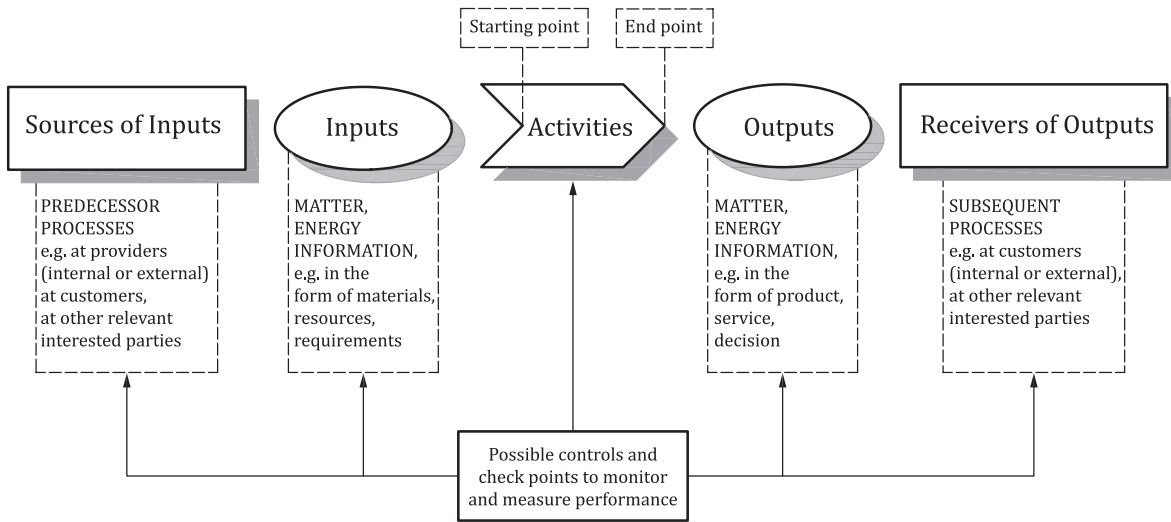 Starting point
End point
Sources of Inputs
Inputs
Activities
Outputs
Receivers of Outputs
PREDECESSOR
PROCESSES
e.g. at providers
(internal or external)
at customers,
at other relevant
interested parties
MATTER,
ENERGY
INFORMATION,
e.g. in the
form of materials,
resources,
requirements
MATTER,
ENERGY
INFORMATION,
e.g. in the
form of product,
service,
decision
SUBSEQUENT
PROCESSES
e.g. at customers
(internal or external),
at other relevant
interested parties
Possible controls and
check points to monitor
and measure performance